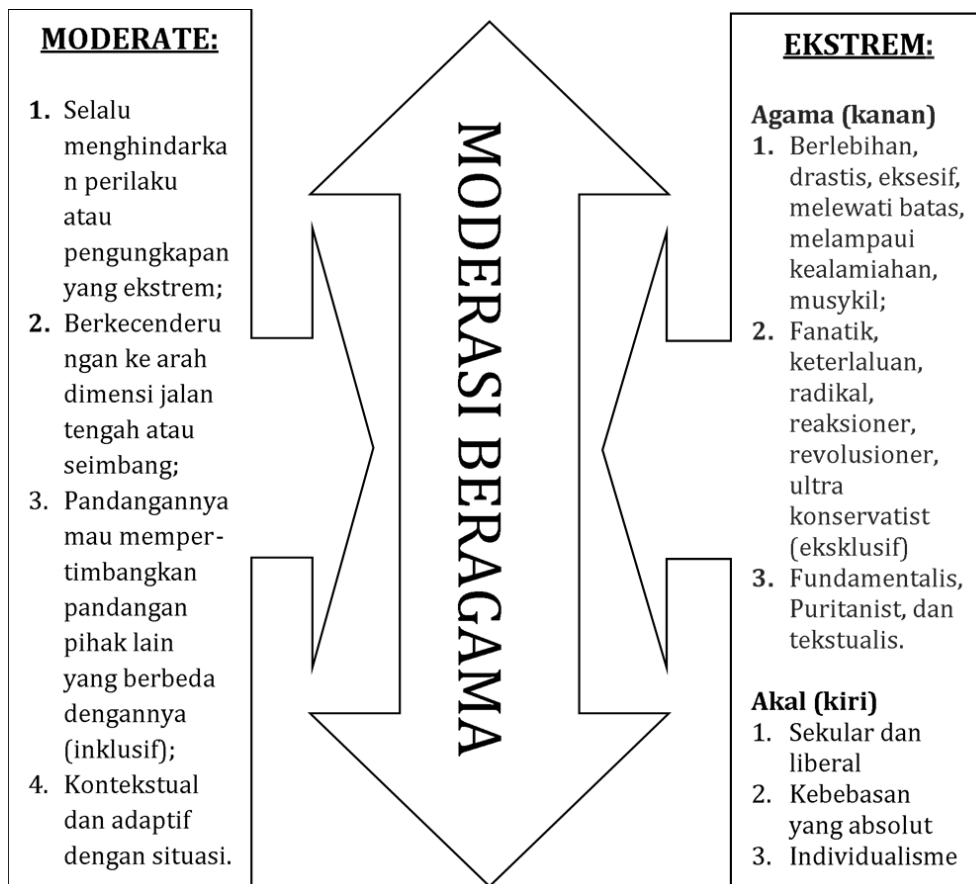 MODERATE:
1. Selalu
menghindarka
n perilaku
atau
pengungkapan
yang ekstrem;
2. Berkecenderu
ngan ke arah
dimensi jalan
tengah atau
seimbang;
3. Pandangannya
mau memper-
timbangkan
pandangan
pihak lain
yang berbeda
dengannya
(inklusif);
4. Kontekstual
dan adaptif
dengan situasi.
MODERASI BERAGAMA
EKSTREM:
Agama (kanan)
1. Berlebihan,
drastis, eksesif,
melewati batas,
melampaui
kealamiahan,
musykil;
2. Fanatik,
keterlaluan,
radikal,
reaksioner,
revolusioner,
ultra
konservatist
(eksklusif)
3. Fundamentalis,
Puritanist, dan
tekstualis.
Akal (kiri)
1. Sekular dan
liberal
2. Kebebasan
yang absolut
3. Individualisme